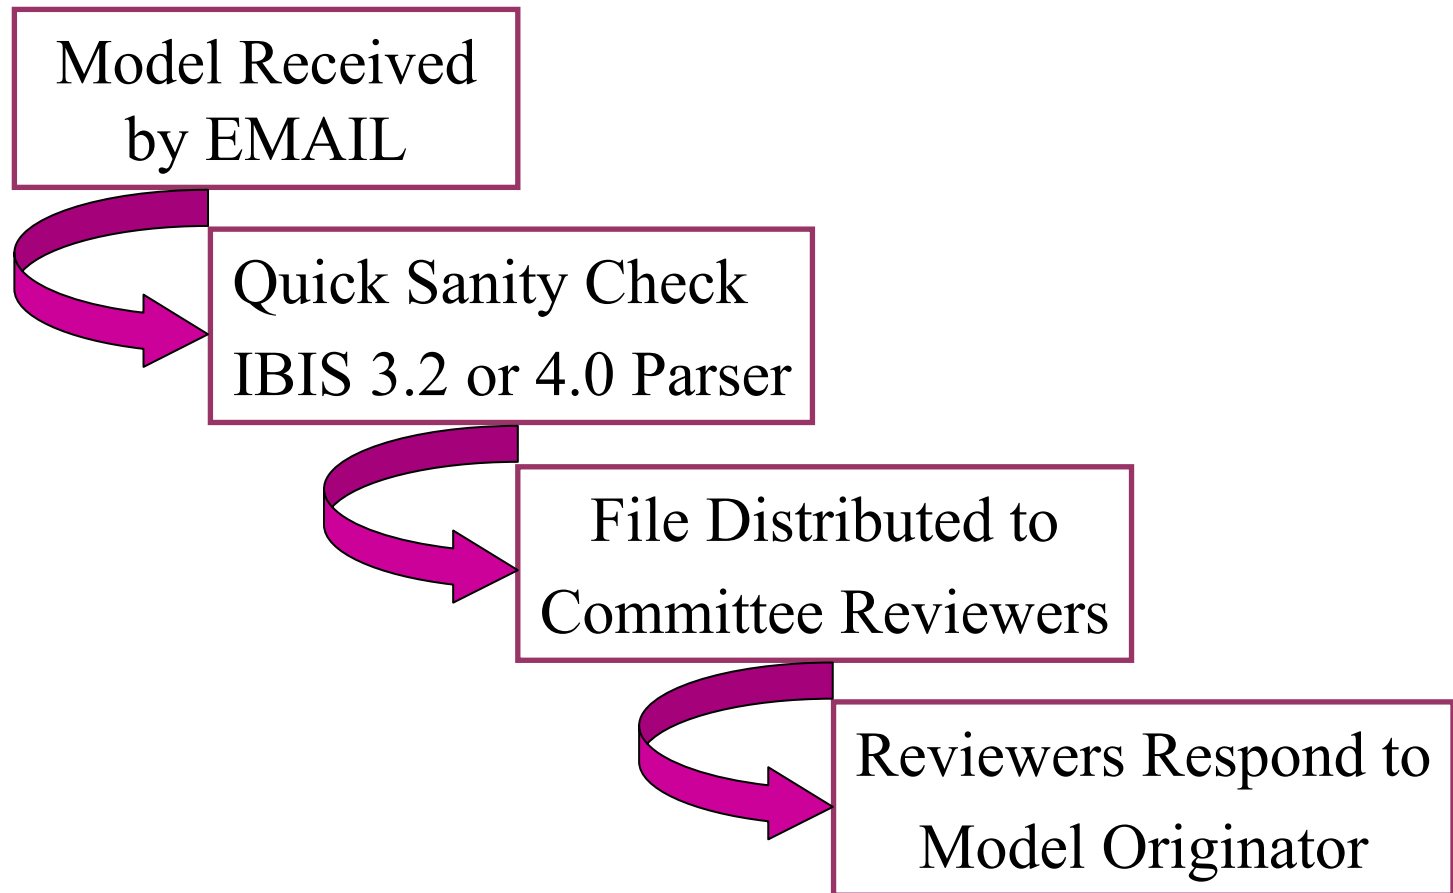 Model Received
by EMAIL
Quick Sanity Check
IBIS 3.2 or 4.0 Parser
File Distributed to
Committee Reviewers
Reviewers Respond to
Model Originator